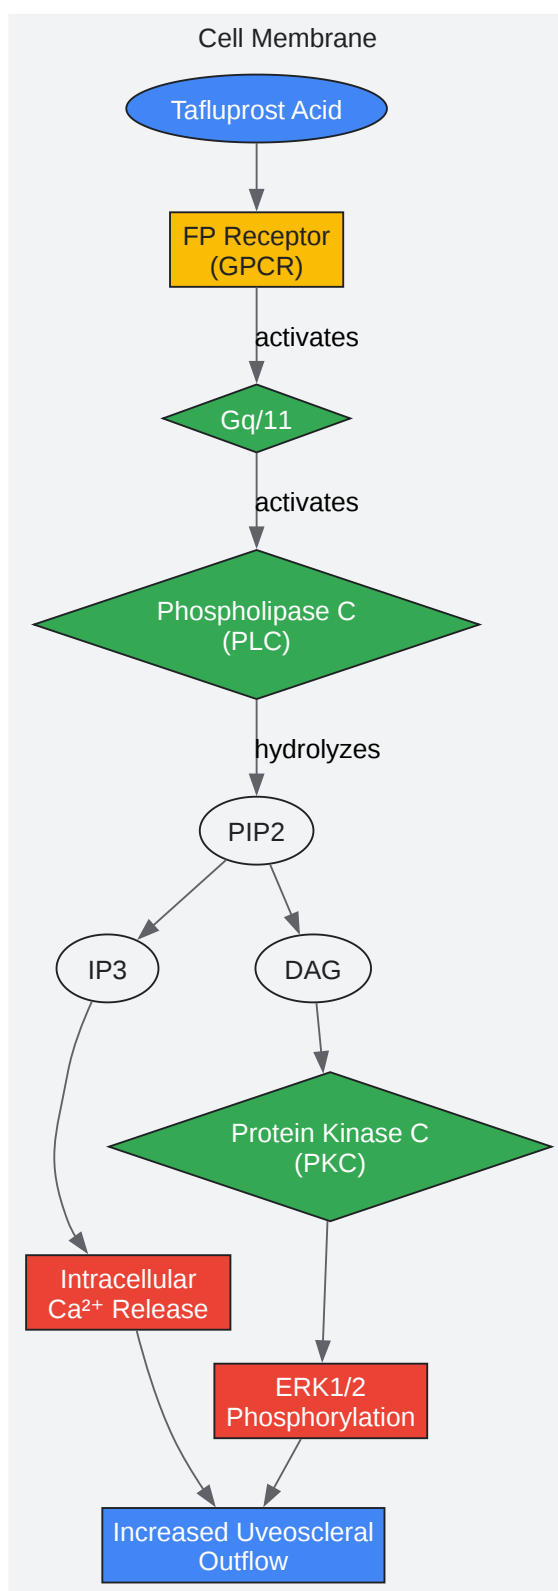 Cell Membrane
Tafluprost Acid
FP Receptor
(GPCR)
activates
Gq/11
activates
Phospholipase C
(PLC)
hydrolyzes
PIP2
IP3
DAG
Protein Kinase C
(PKC)
Intracellular
Ca²⁺ Release
ERK1/2
Phosphorylation
Increased Uveoscleral
Outflow